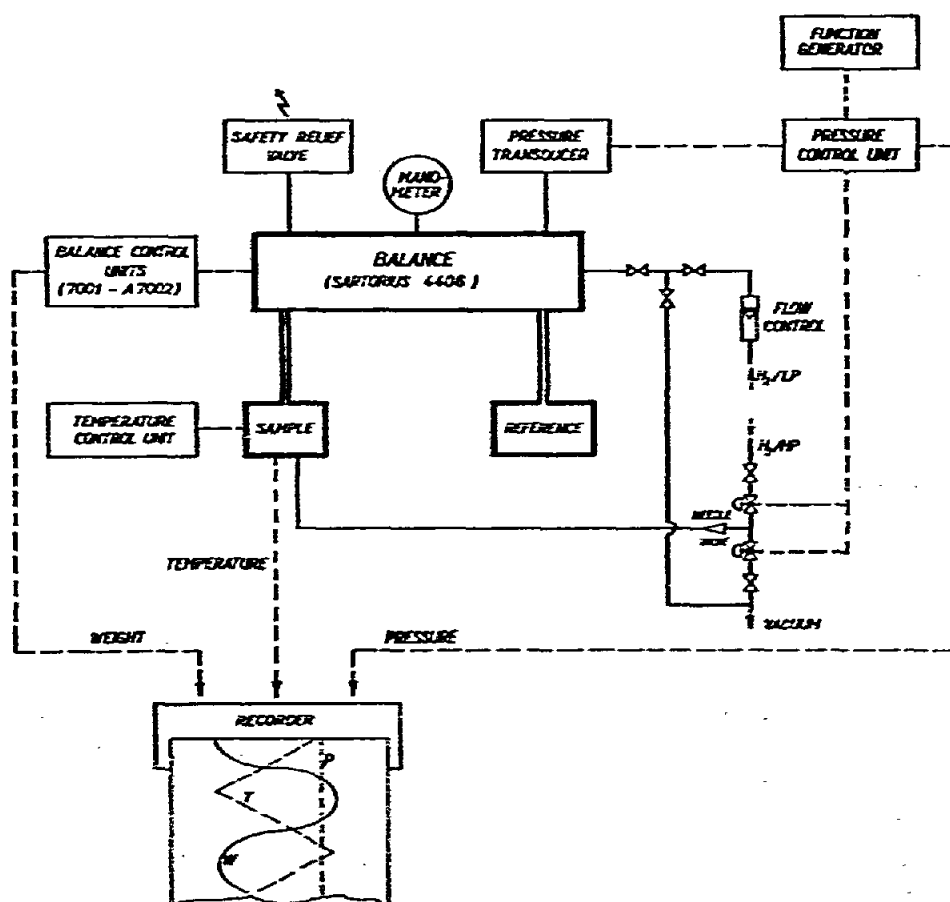 FUNCTION
GENERATOR
SAFETY RELIEF
VALVE
MANO
METER
PRESSURE
TRANSDUCER
PRESSURE
CONTROL UNIT
BALANCE CONTROL
UNITS
(7001 - A7002)
BALANCE
(SARTORIUS 4406)
FLOW
CONTROL
H2/LP
TEMPERATURE
CONTROL UNIT
SAMPLE
REFERENCE
H2/HP
NEEDLE
TEMPERATURE
VACUUM
WEIGHT
PRESSURE
RECORDER
P
T
W